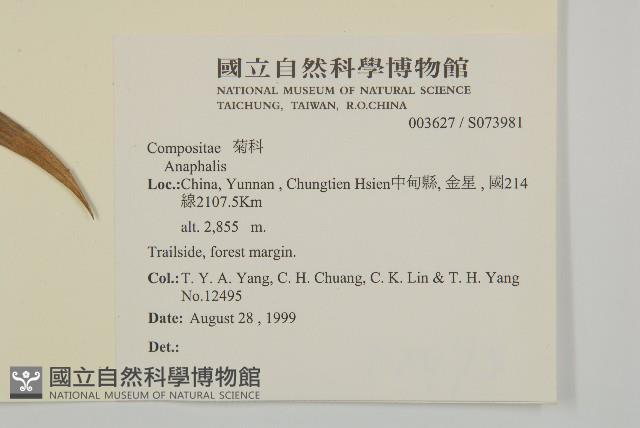 國立自然科學博物館
NATIONAL MUSEUM OF NATURAL SCIENCE
TAICHUNG, TAIWAN, R.O.CHINA
003627 / S073981
Compositae 菊科
Anaphalis
Loc.:China, Yunnan , Chungtien Hsien中甸縣, 金星 , 國214
線2107.5Km
alt. 2,855 m.
Trailside, forest margin.
Col.: T. Y. A. Yang, C. H. Chuang, C. K. Lin & T. H. Yang
No.12495
Date: August 28 , 1999
Det.:
國立自然科學博物館
NATIONAL MUSEUM OF NATURAL SCIENCE